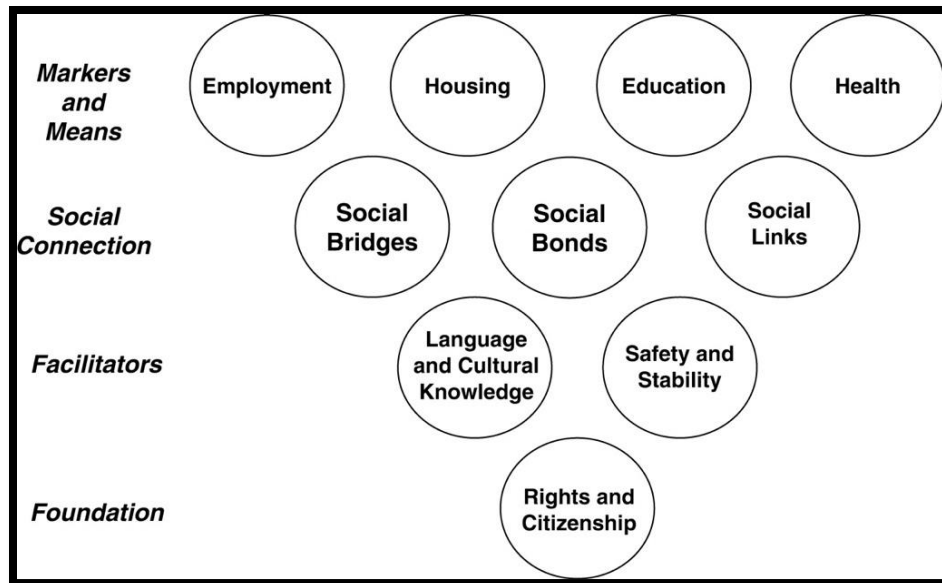 Markers
and
Means
Employment
Housing
Education
Health
Social
Connection
Social
Bridges
Social
Bonds
Social
Links
Facilitators
Language
and Cultural
Knowledge
Safety and
Stability
Foundation
Rights and
Citizenship